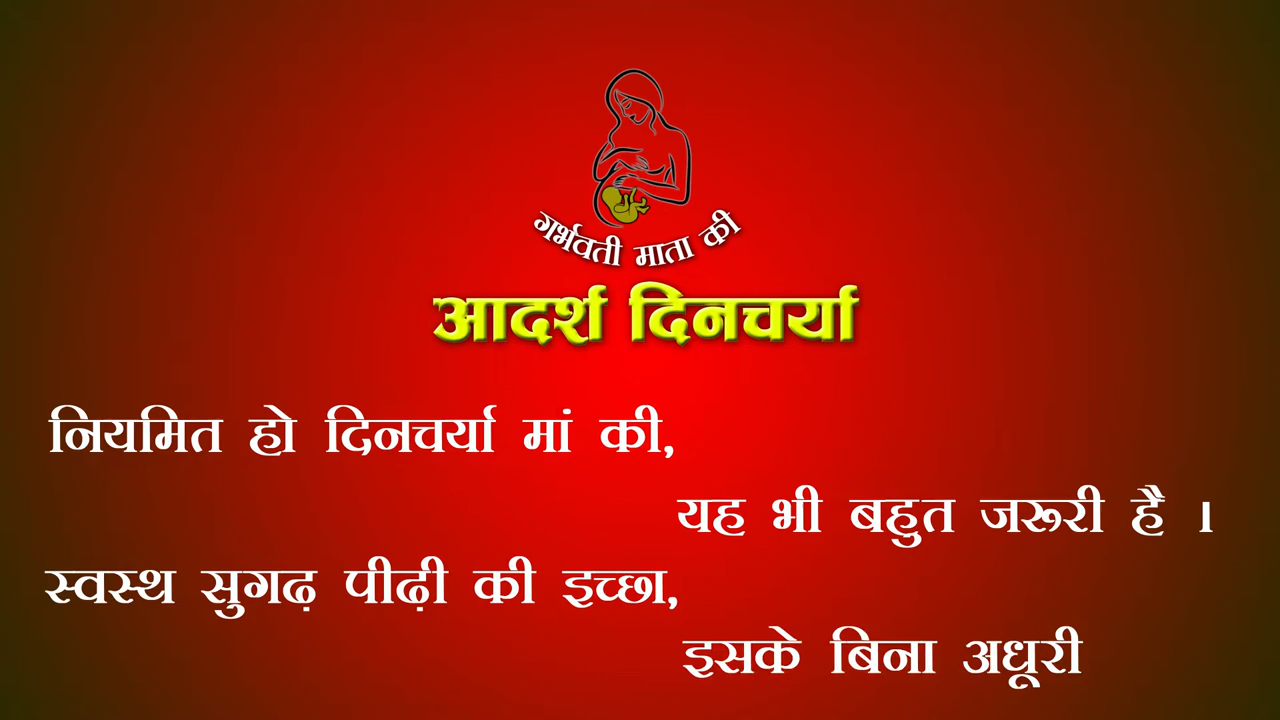 गर्भवती माता की
आदर्श दिनचर्या
नियमित हो दिनचर्या मां की,
यह भी बहुत जरूरी है ।
स्वस्थ सुगढ़ पीढ़ी की इच्छा,
इसके बिना अधूरी